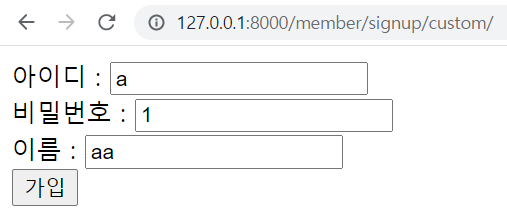 127.0.0.1:8000/member/signup/custom/
아이디 : a
비밀번호 : 1
이름 : aa
가입